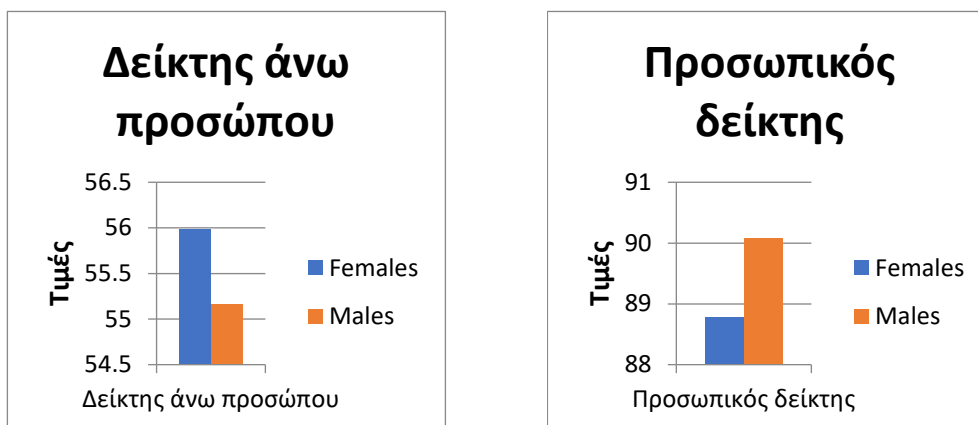 Δείκτης άνω
προσώπου
56.5
56
55.5
55
54.5
Τιμές
Females
Males
Δείκτης άνω προσώπου
Προσωπικός
δείκτης
91
90
89
88
Τιμές
Females
Males
Προσωπικός δείκτης